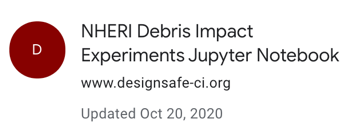 D
NHERI Debris Impact
Experiments Jupyter Notebook
www.designsafe-ci.org
Updated Oct 20, 2020